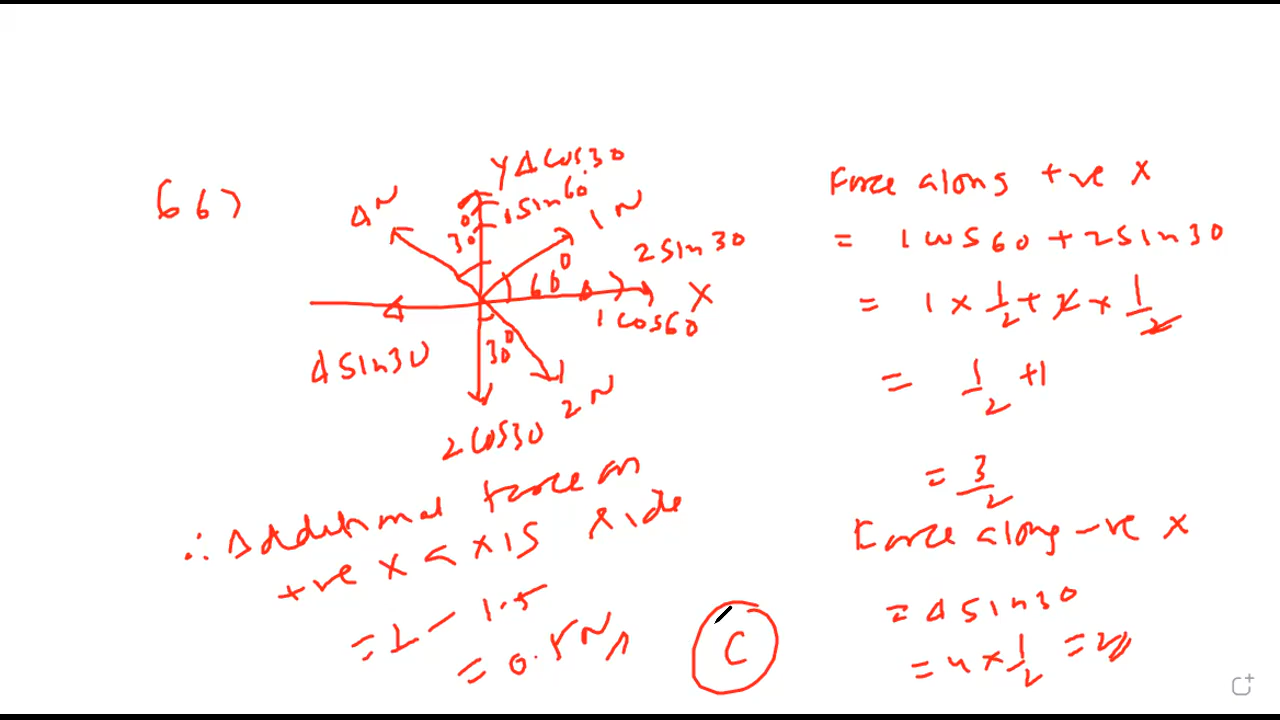 66)
Y 4cos30
1sin60
4N
30°
1N
60°
2sin30
X
1cos60
4sin30
30°
2N
2cos30
∴ Additional force on
+ve x axis side
= 2 - 1.5
= 0.5N
C
Force along +ve x
= 1cos60 + 2sin30
= 1 × 1/2 + 2 × 1/2
= 1/2 + 1
= 3/2
Force along -ve x
= 4sin30
= 4 × 1/2 = 2